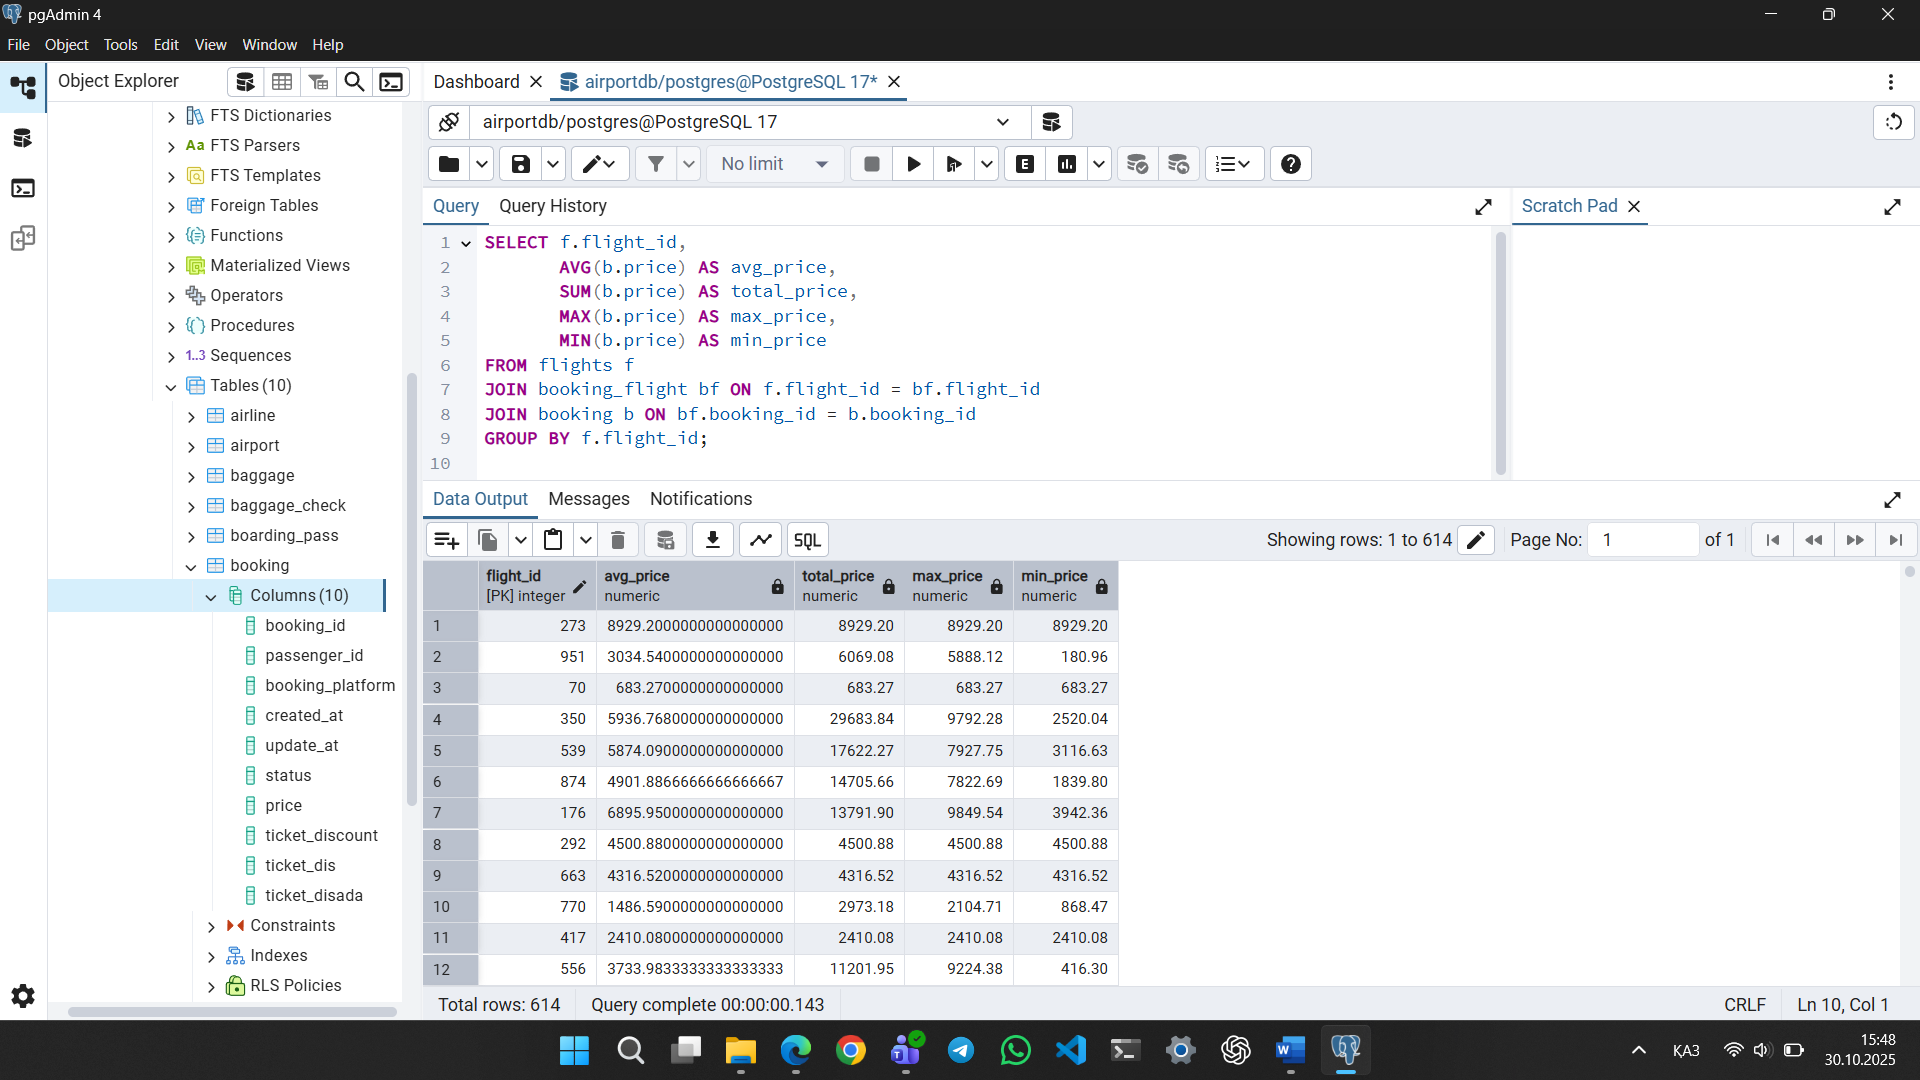 pgAdmin 4
File Object Tools Edit View Window Help
Object Explorer
FTS Dictionaries
Aa FTS Parsers
FTS Templates
Foreign Tables
Functions
Materialized Views
Operators
Procedures
1..3 Sequences
Tables (10)
airline
airport
baggage
baggage_check
boarding_pass
booking
Columns (10)
booking_id
passenger_id
booking_platform
created_at
update_at
status
price
ticket_discount
ticket_dis
ticket_disada
Constraints
Indexes
RLS Policies
Dashboard airportdb/postgres@PostgreSQL 17*
airportdb/postgres@PostgreSQL 17
No limit E
Query Query History Scratch Pad
1 SELECT f.flight_id,
2 AVG(b.price) AS avg_price,
3 SUM(b.price) AS total_price,
4 MAX(b.price) AS max_price,
5 MIN(b.price) AS min_price
6 FROM flights f
7 JOIN booking_flight bf ON f.flight_id = bf.flight_id
8 JOIN booking b ON bf.booking_id = b.booking_id
9 GROUP BY f.flight_id;
10
Data Output Messages Notifications
SQL Showing rows: 1 to 614 Page No: 1 of 1
flight_id avg_price total_price max_price min_price
[PK] integer numeric numeric numeric numeric
1 273 8929.2000000000000000 8929.20 8929.20 8929.20
2 951 3034.5400000000000000 6069.08 5888.12 180.96
3 70 683.2700000000000000 683.27 683.27 683.27
4 350 5936.7680000000000000 29683.84 9792.28 2520.04
5 539 5874.0900000000000000 17622.27 7927.75 3116.63
6 874 4901.8866666666666667 14705.66 7822.69 1839.80
7 176 6895.9500000000000000 13791.90 9849.54 3942.36
8 292 4500.8800000000000000 4500.88 4500.88 4500.88
9 663 4316.5200000000000000 4316.52 4316.52 4316.52
10 770 1486.5900000000000000 2973.18 2104.71 868.47
11 417 2410.0800000000000000 2410.08 2410.08 2410.08
12 556 3733.9833333333333333 11201.95 9224.38 416.30
Total rows: 614 Query complete 00:00:00.143 CRLF Ln 10, Col 1
ҚАЗ 15:48
30.10.2025